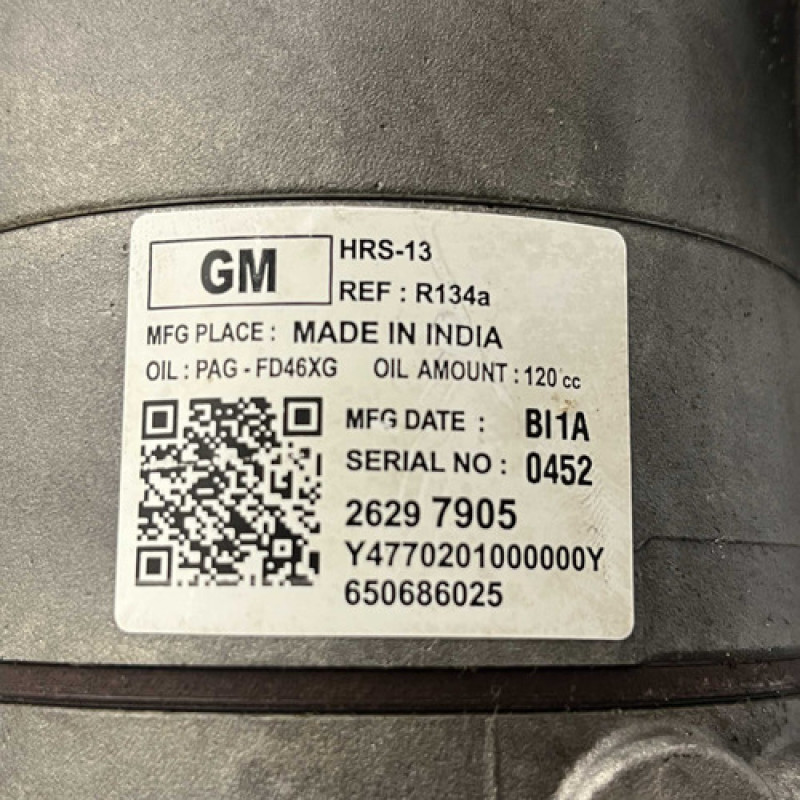 GM
HRS-13
REF : R134a
MFG PLACE : MADE IN INDIA
OIL : PAG - FD46XG OIL AMOUNT : 120 cc
MFG DATE : BI1A
SERIAL NO : 0452
2629 7905
Y4770201000000Y
650686025